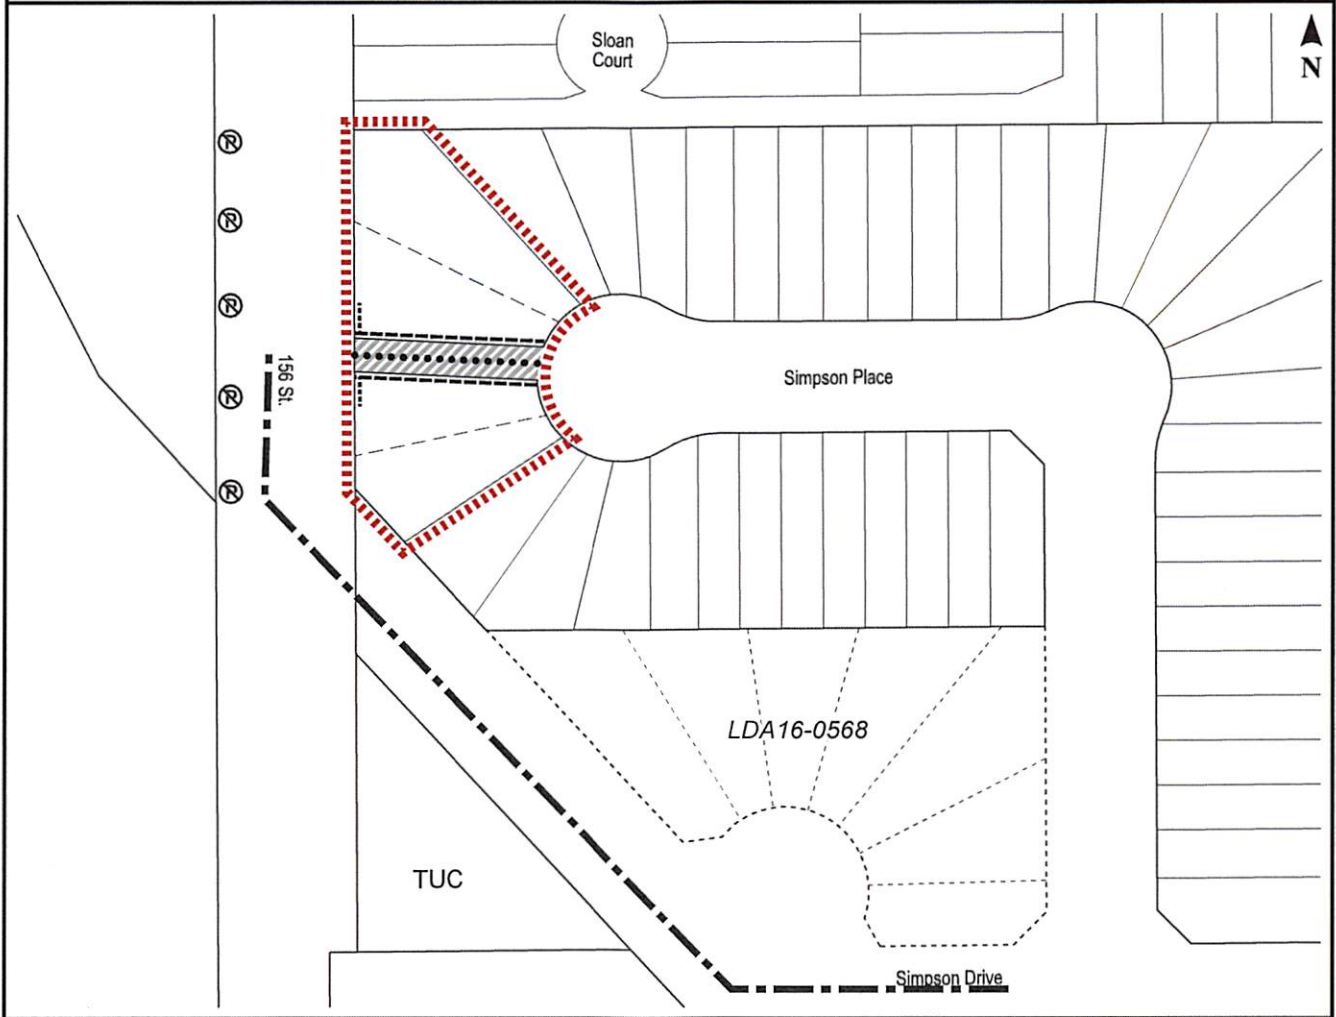 Sloan
Court
N
R
R
R
156 St.
Simpson Place
R
R
LDA16-0568
TUC
Simpson Drive